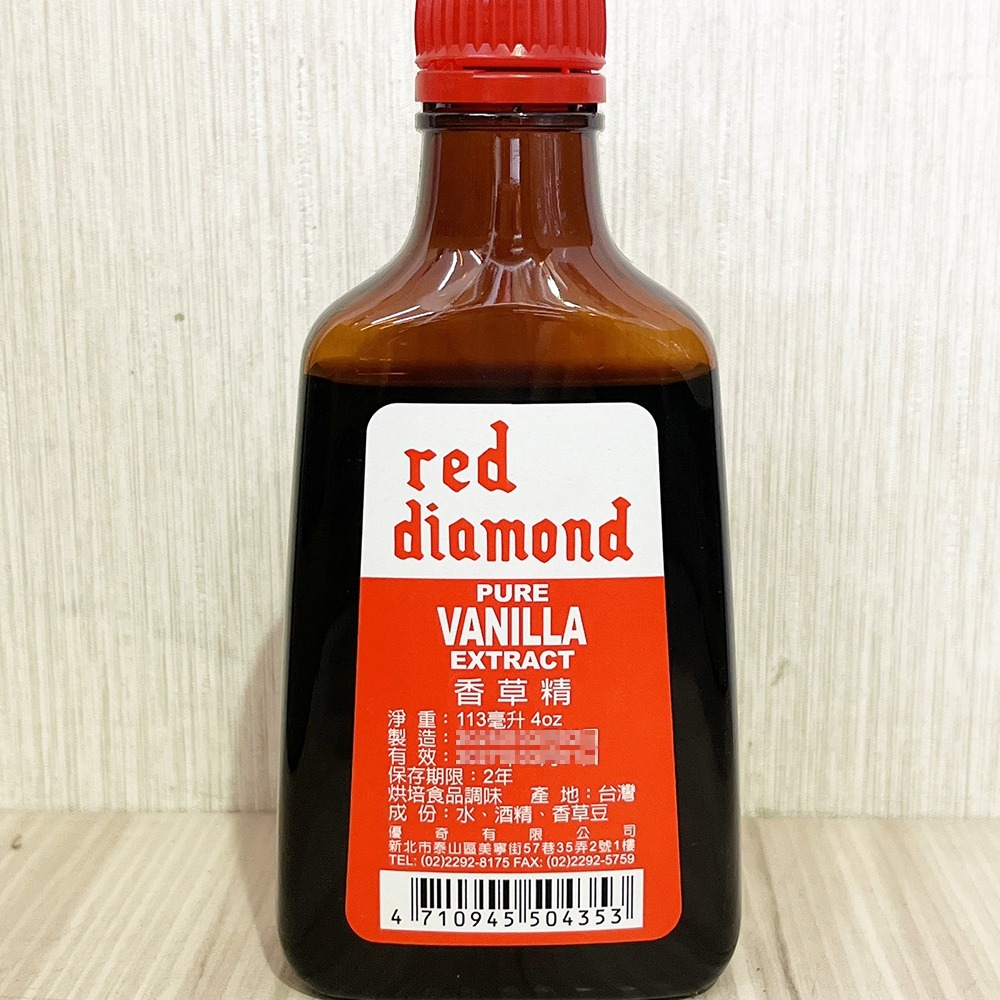 red
diamond
PURE
VANILLA
EXTRACT
香草精
淨 重：113毫升 4oz
製 造：
有 效：
保存期限：2年
烘培食品調味 產 地：台灣
成 份：水、酒精、香草豆
優奇有限公司
新北市泰山區美寧街57巷35弄2號1樓
TEL: (02)2292-8175 FAX: (02)2292-5759
4 710945 504353